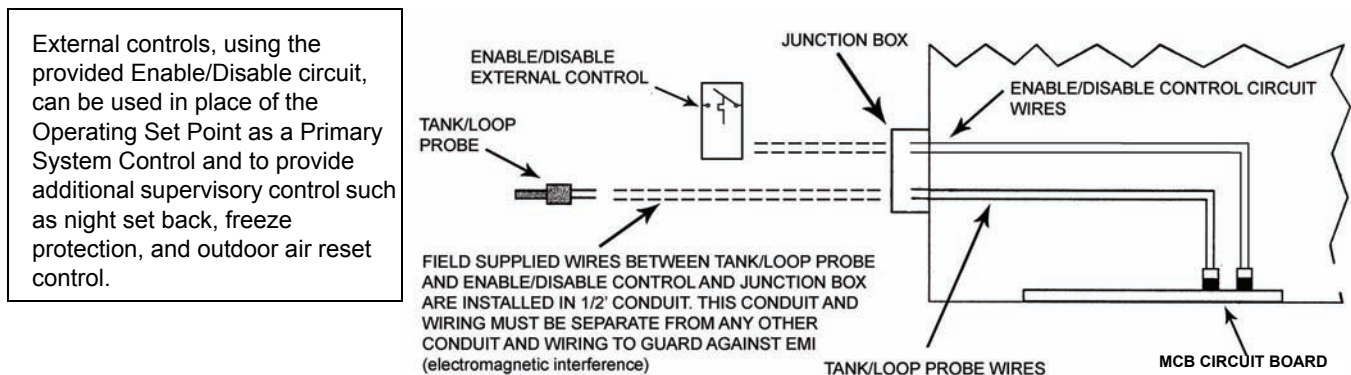 External controls, using the
provided Enable/Disable circuit,
can be used in place of the
Operating Set Point as a Primary
System Control and to provide
additional supervisory control such
as night set back, freeze
protection, and outdoor air reset
control.
ENABLE/DISABLE
EXTERNAL CONTROL
JUNCTION BOX
ENABLE/DISABLE CONTROL CIRCUIT
WIRES
TANK/LOOP
PROBE
FIELD SUPPLIED WIRES BETWEEN TANK/LOOP PROBE
AND ENABLE/DISABLE CONTROL AND JUNCTION BOX
ARE INSTALLED IN 1/2' CONDUIT. THIS CONDUIT AND
WIRING MUST BE SEPARATE FROM ANY OTHER
CONDUIT AND WIRING TO GUARD AGAINST EMI
(electromagnetic interference)
TANK/LOOP PROBE WIRES
MCB CIRCUIT BOARD